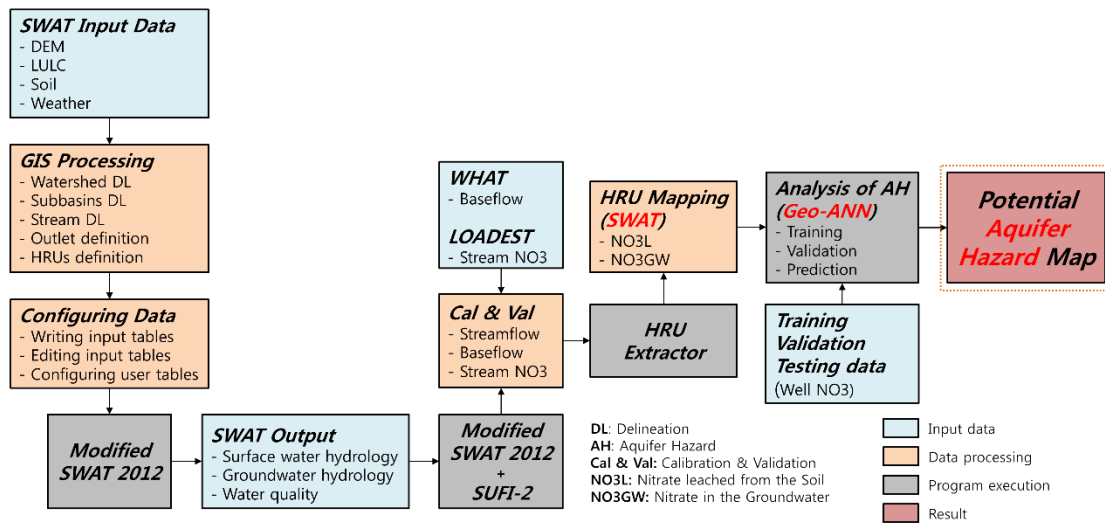 SWAT Input Data
- DEM
- LULC
- Soil
- Weather
GIS Processing
- Watershed DL
- Subbasins DL
- Stream DL
- Outlet definition
- HRUs definition
Configuring Data
- Writing input tables
- Editing input tables
- Configuring user tables
Modified
SWAT 2012
SWAT Output
- Surface water hydrology
- Groundwater hydrology
- Water quality
Modified
SWAT 2012
+
SUFI-2
WHAT
- Baseflow
LOADEST
- Stream NO3
Cal & Val
- Streamflow
- Baseflow
- Stream NO3
HRU
Extractor
HRU Mapping
(SWAT)
- NO3L
- NO3GW
Analysis of AH
(Geo-ANN)
- Training
- Validation
- Prediction
Training
Validation
Testing data
(Well NO3)
Potential
Aquifer
Hazard Map
DL: Delineation
AH: Aquifer Hazard
Cal & Val: Calibration & Validation
NO3L: Nitrate leached from the Soil
NO3GW: Nitrate in the Groundwater
Input data
Data processing
Program execution
Result